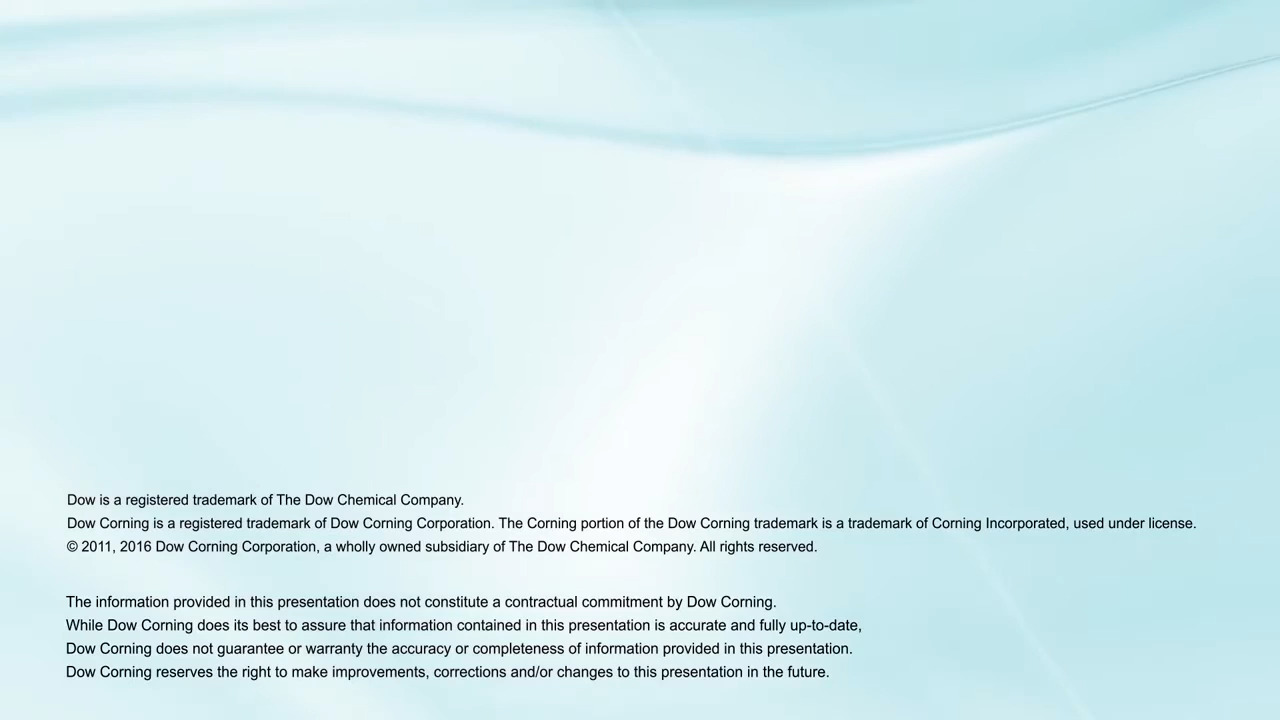 Dow is a registered trademark of The Dow Chemical Company.
Dow Corning is a registered trademark of Dow Corning Corporation. The Corning portion of the Dow Corning trademark is a trademark of Corning Incorporated, used under license.
© 2011, 2016 Dow Corning Corporation, a wholly owned subsidiary of The Dow Chemical Company. All rights reserved.
The information provided in this presentation does not constitute a contractual commitment by Dow Corning.
While Dow Corning does its best to assure that information contained in this presentation is accurate and fully up-to-date,
Dow Corning does not guarantee or warranty the accuracy or completeness of information provided in this presentation.
Dow Corning reserves the right to make improvements, corrections and/or changes to this presentation in the future.